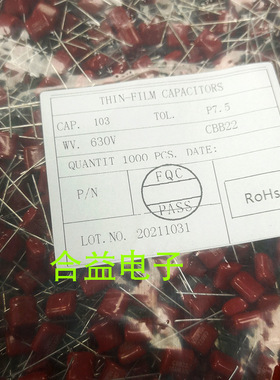 THIN-FILM CAPACITORS
CAP. 103 TOL. P7.5
WV. 630V CBB22
QUANTIT 1000 PCS. DATE:
P/N
FQC
PASS
RoHS
LOT.NO. 20211031
合益电子